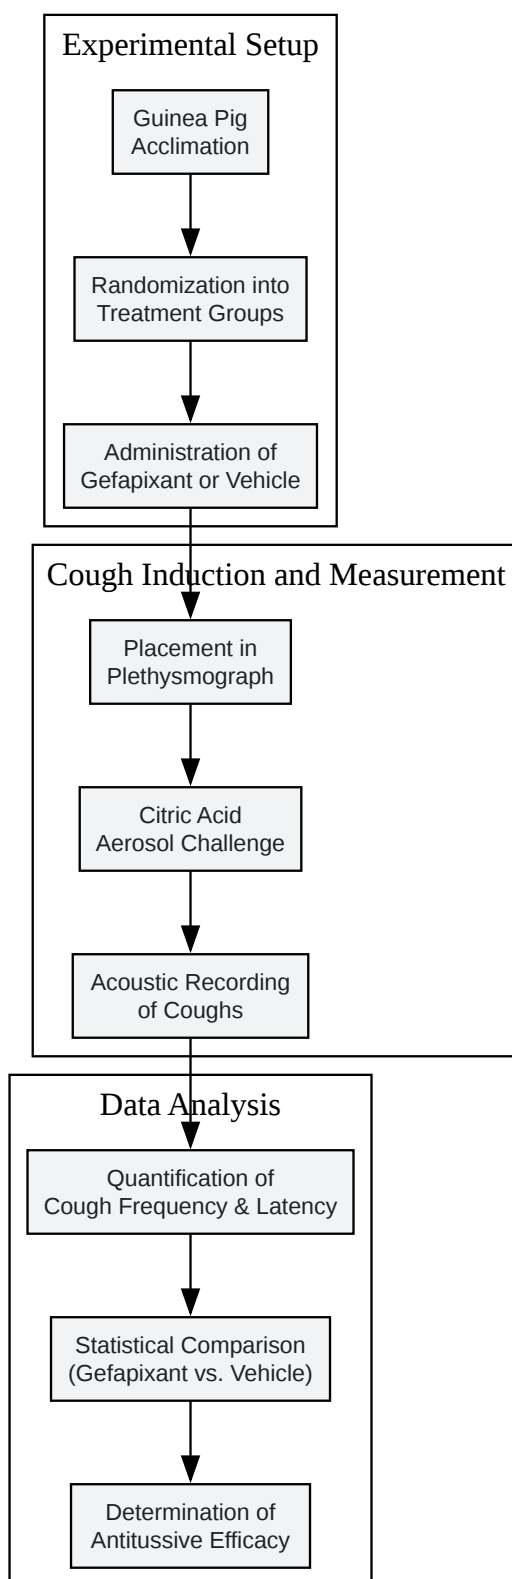 Experimental Setup
Guinea Pig
Acclimation
Randomization into
Treatment Groups
Administration of
Gefapixant or Vehicle
Cough Induction and Measurement
Placement in
Plethysmograph
Citric Acid
Aerosol Challenge
Acoustic Recording
of Coughs
Data Analysis
Quantification of
Cough Frequency & Latency
Statistical Comparison
(Gefapixant vs. Vehicle)
Determination of
Antitussive Efficacy